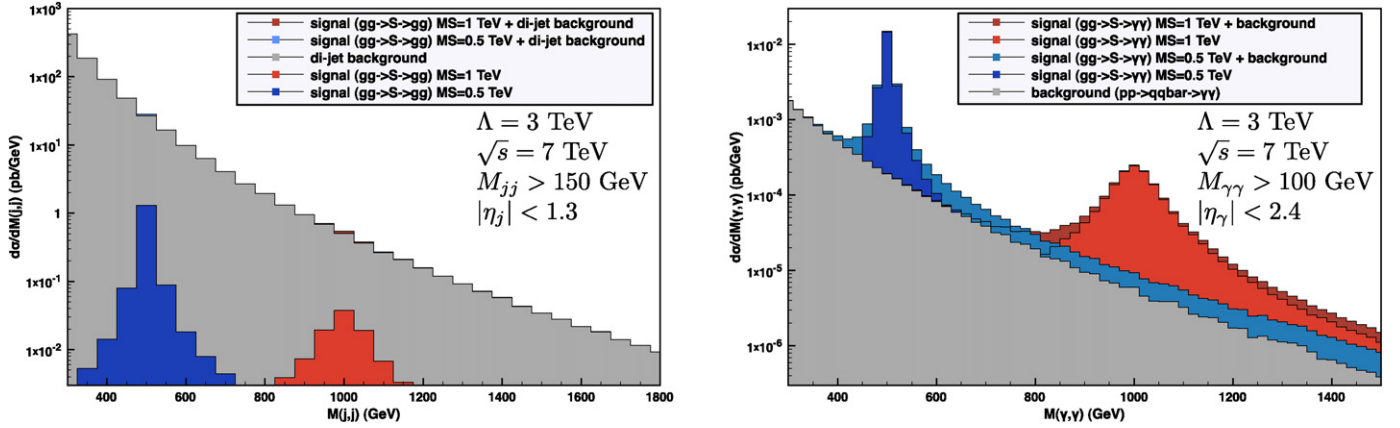 signal (gg->S->gg) MS=1 TeV + di-jet background
signal (gg->S->gg) MS=0.5 TeV + di-jet background
di-jet background
signal (gg->S->gg) MS=1 TeV
signal (gg->S->gg) MS=0.5 TeV
Λ = 3 TeV
√s = 7 TeV
M_jj > 150 GeV
|η_j| < 1.3
dσ/dM(j,j) (pb/GeV)
1x10^3
1x10^2
1x10^1
1
1x10^-1
1x10^-2
400 600 800 1000 1200 1400 1600 1800
M(j,j) (GeV)
signal (gg->S->γγ) MS=1 TeV + background
signal (gg->S->γγ) MS=1 TeV
signal (gg->S->γγ) MS=0.5 TeV + background
signal (gg->S->γγ) MS=0.5 TeV
background (pp->qqbar->γγ)
Λ = 3 TeV
√s = 7 TeV
M_γγ > 100 GeV
|η_γ| < 2.4
dσ/dM(γ,γ) (pb/GeV)
1x10^-2
1x10^-3
1x10^-4
1x10^-5
1x10^-6
400 600 800 1000 1200 1400
M(γ,γ) (GeV)